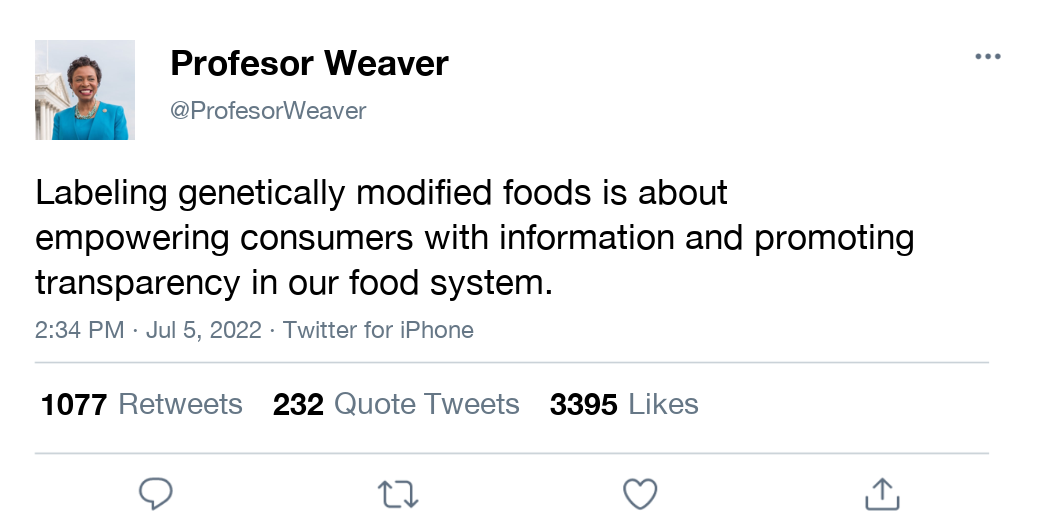 Profesor Weaver
@ProfesorWeaver
Labeling genetically modified foods is about
empowering consumers with information and promoting
transparency in our food system.
2:34 PM · Jul 5, 2022 · Twitter for iPhone
1077 Retweets 232 Quote Tweets 3395 Likes